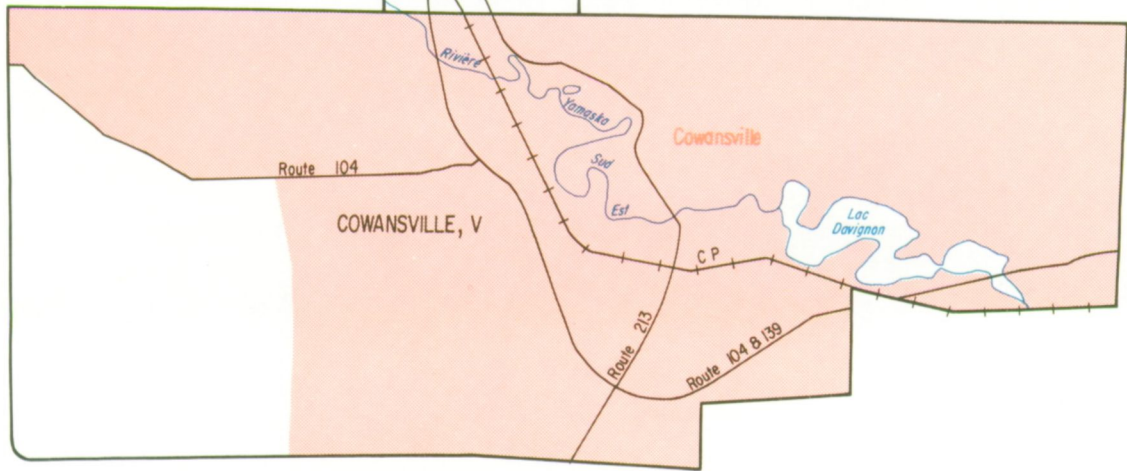 Rivière
Yamaska
Cowansville
Sud
Route 104
Est
COWANSVILLE, V
Lac
Davignon
C P
Route 213
Route 104 & 139